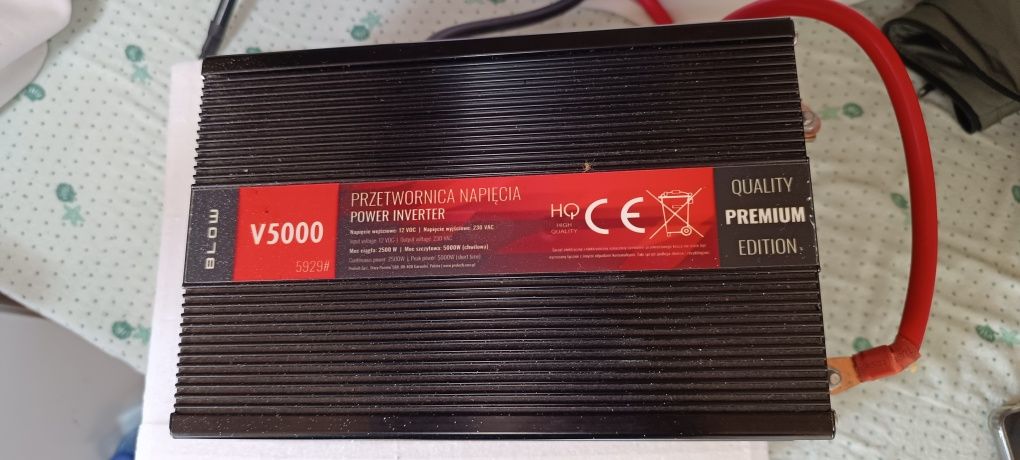 BLOW
V5000
5929#
PRZETWORNICA NAPIĘCIA
POWER INVERTER
Napięcie wejściowe: 12 VDC | Napięcie wyjściowe: 230 VAC
Input voltage: 12 VDC | Output voltage: 230 VAC
Moc ciągła: 2500 W | Moc szczytowa: 5000W (chwilowa)
Continuous power: 2500W | Peak power: 5000W (short time)
HQ
HIGH
QUALITY
CE
QUALITY
PREMIUM
EDITION